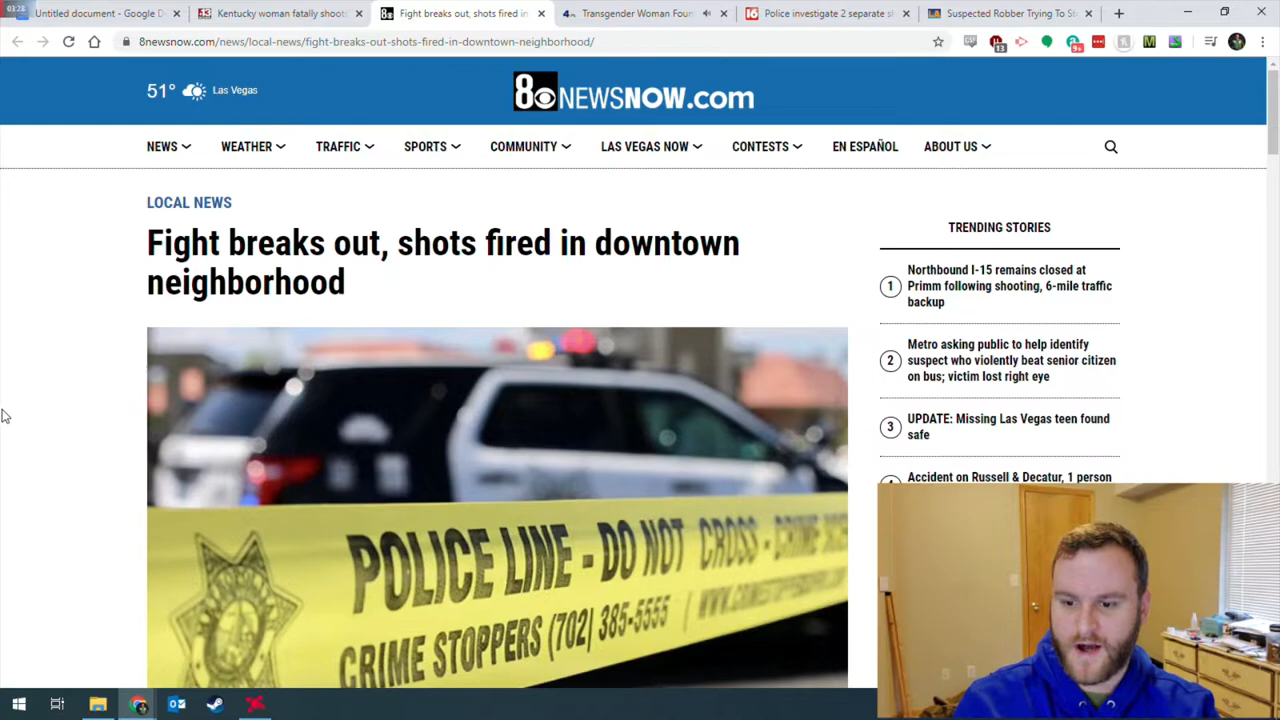 03:28
Untitled document - Google D
Kentucky woman fatally shoots
Fight breaks out, shots fired in
Transgender Woman Foun
Police investigate 2 separate s
Suspected Robber Trying To St
8newsnow.com/news/local-news/fight-breaks-out-shots-fired-in-downtown-neighborhood/
51° Las Vegas
8NEWSNOW.com
NEWS WEATHER TRAFFIC SPORTS COMMUNITY LAS VEGAS NOW CONTESTS EN ESPAÑOL ABOUT US
LOCAL NEWS
Fight breaks out, shots fired in downtown
neighborhood
POLICE LINE - DO NOT CROSS - CRIME
CRIME STOPPERS (702) 385-5555
TRENDING STORIES
1
Northbound I-15 remains closed at
Primm following shooting, 6-mile traffic
backup
2
Metro asking public to help identify
suspect who violently beat senior citizen
on bus; victim lost right eye
3
UPDATE: Missing Las Vegas teen found
safe
Accident on Russell & Decatur, 1 person